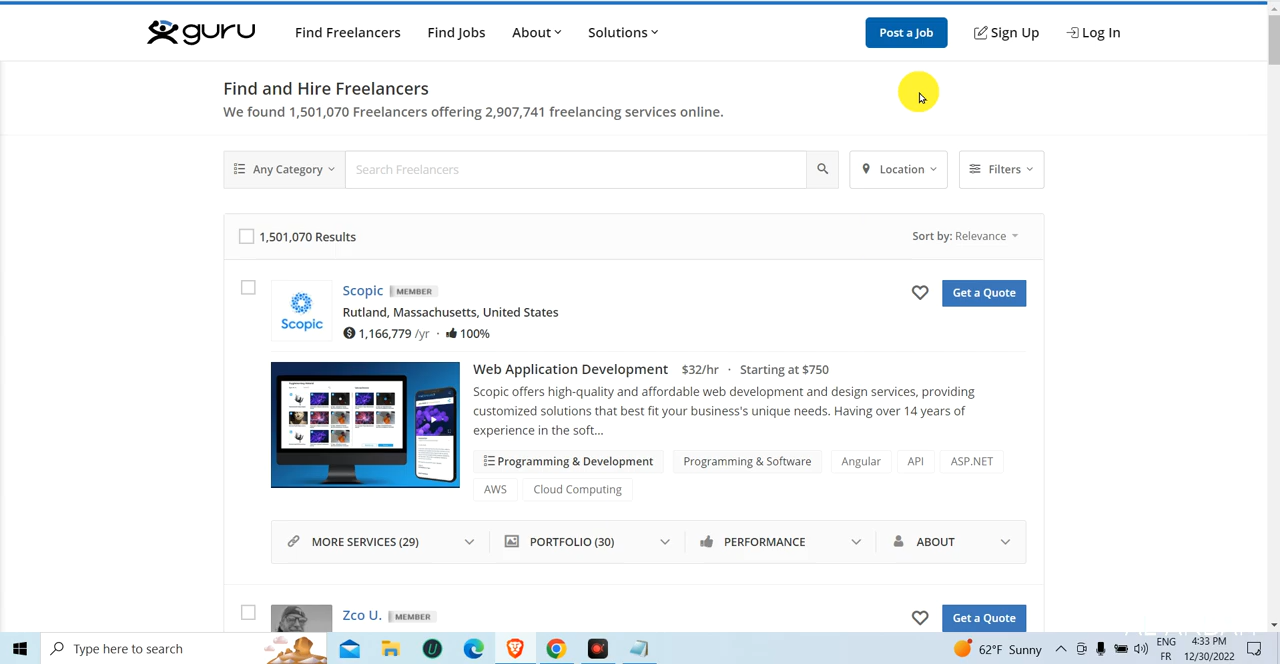 guru Find Freelancers Find Jobs About Solutions Post a Job Sign Up Log In
Find and Hire Freelancers
We found 1,501,070 Freelancers offering 2,907,741 freelancing services online.
Any Category Search Freelancers Location Filters
1,501,070 Results Sort by: Relevance
Scopic MEMBER Get a Quote
Rutland, Massachusetts, United States
1,166,779 /yr · 100%
Scopic
Web Application Development $32/hr · Starting at $750
Scopic offers high-quality and affordable web development and design services, providing
customized solutions that best fit your business's unique needs. Having over 14 years of
experience in the soft...
Programming & Development Programming & Software Angular API ASP.NET
AWS Cloud Computing
MORE SERVICES (29) PORTFOLIO (30) PERFORMANCE ABOUT
Zco U. MEMBER Get a Quote
Type here to search 62°F Sunny ENG 4:33 PM
FR 12/30/2022